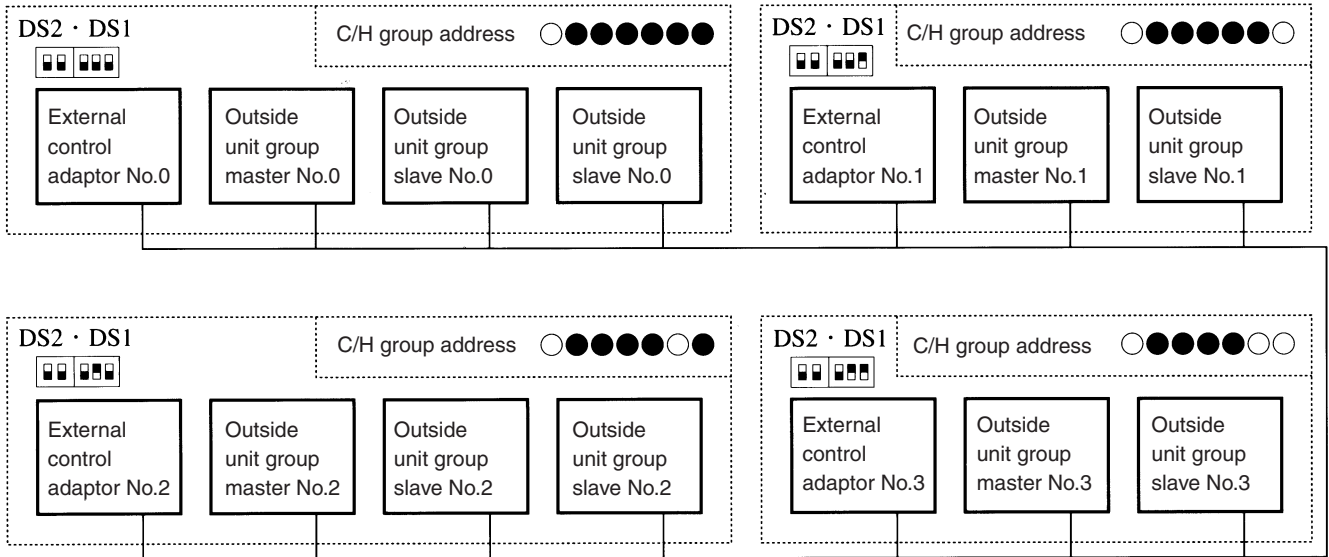 DS2 · DS1
C/H group address
External
control
adaptor No.0
Outside
unit group
master No.0
Outside
unit group
slave No.0
Outside
unit group
slave No.0
DS2 · DS1
C/H group address
External
control
adaptor No.1
Outside
unit group
master No.1
Outside
unit group
slave No.1
DS2 · DS1
C/H group address
External
control
adaptor No.2
Outside
unit group
master No.2
Outside
unit group
slave No.2
Outside
unit group
slave No.2
DS2 · DS1
C/H group address
External
control
adaptor No.3
Outside
unit group
master No.3
Outside
unit group
slave No.3